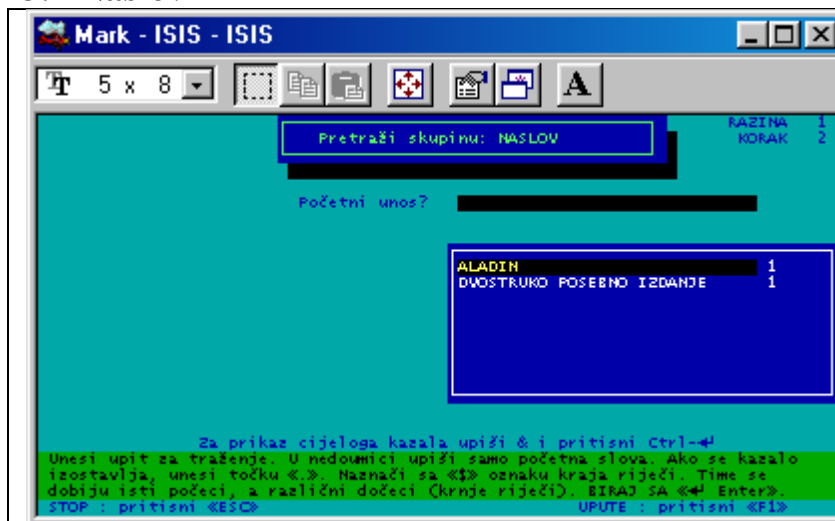 Mark - ISIS - ISIS
5 x 8
A
Pretraži skupinu: NASLOV
RAZINA 1
KORAK 2
Početni unos?
ALADIN 1
DVOSTRUKO POSEBNO IZDANJE 1
Za prikaz cijeloga kazala upiši & i pritisni Ctrl-↵
Unesi upit za traženje. U nedoumici upiši samo početna slova. Ako se kazalo
izostavlja, unesi točku «.». Naznači sa «$» oznaku kraja riječi. Time se
dobiju isti počeci, a različni dočeci (krnje riječi). BIRAJ SA «↵ Enter».
STOP : pritisni «ESC» UPUTE : pritisni «F1»